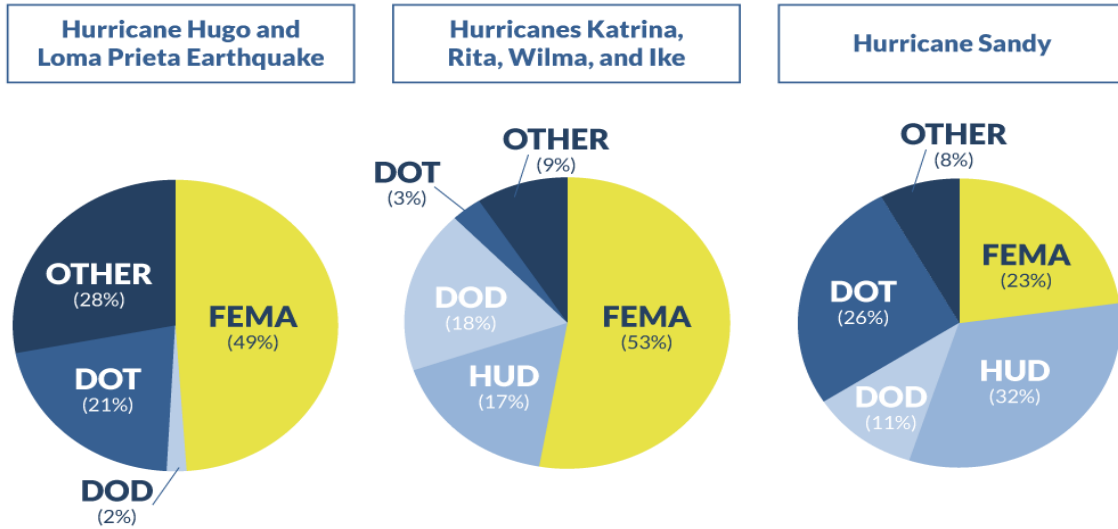 Hurricane Hugo and
Loma Prieta Earthquake
OTHER
(28%)
FEMA
(49%)
DOT
(21%)
DOD
(2%)
Hurricanes Katrina,
Rita, Wilma, and Ike
OTHER
(9%)
DOT
(3%)
DOD
(18%)
FEMA
(53%)
HUD
(17%)
Hurricane Sandy
OTHER
(8%)
FEMA
(23%)
DOT
(26%)
HUD
(32%)
DOD
(11%)